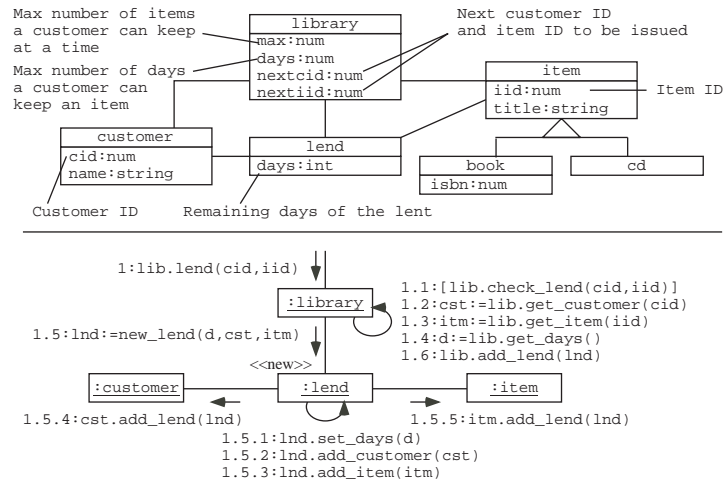 Max number of items
a customer can keep
at a time
Max number of days
a customer can
keep an item
library
max:num
days:num
nextcid:num
nextiid:num
Next customer ID
and item ID to be issued
item
iid:num
title:string
Item ID
customer
cid:num
name:string
lend
days:int
book
isbn:num
cd
Customer ID
Remaining days of the lent
1:lib.lend(cid,iid)
:library
1.1:[lib.check_lend(cid,iid)]
1.2:cst:=lib.get_customer(cid)
1.3:itm:=lib.get_item(iid)
1.4:d:=lib.get_days()
1.6:lib.add_lend(lnd)
1.5:lnd:=new_lend(d,cst,itm)
<<new>>
:customer
:lend
:item
1.5.4:cst.add_lend(lnd)
1.5.5:itm.add_lend(lnd)
1.5.1:lnd.set_days(d)
1.5.2:lnd.add_customer(cst)
1.5.3:lnd.add_item(itm)